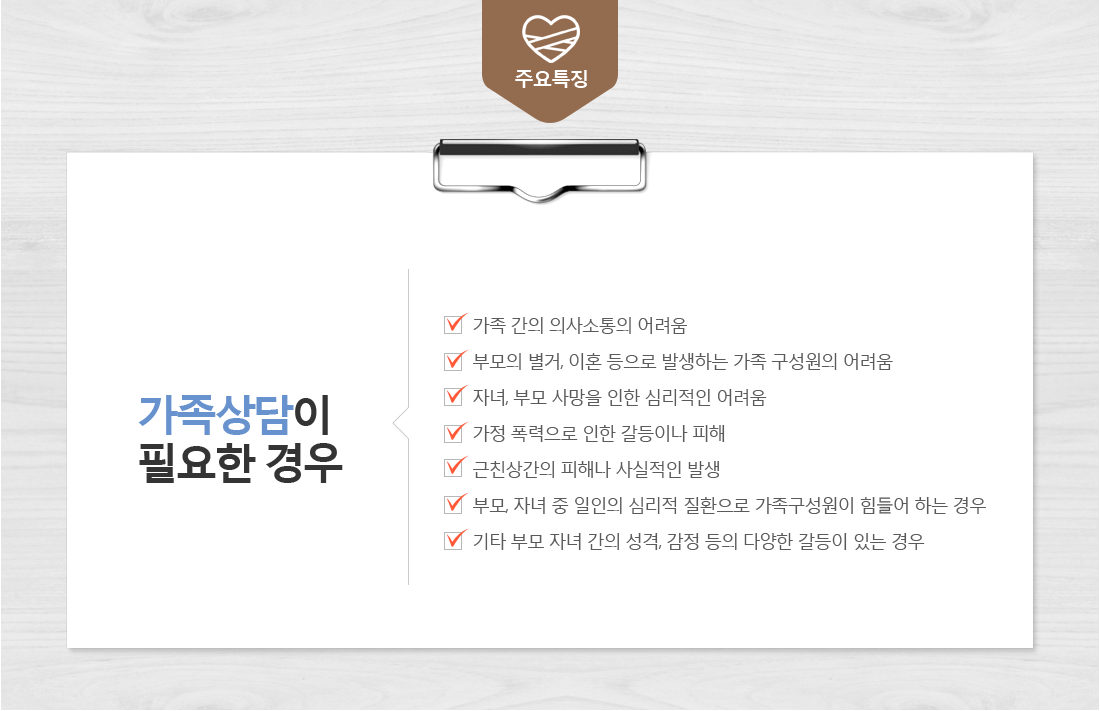 주요특징
가족상담이
필요한 경우
가족 간의 의사소통의 어려움
부모의 별거, 이혼 등으로 발생하는 가족 구성원의 어려움
자녀, 부모 사망을 인한 심리적인 어려움
가정 폭력으로 인한 갈등이나 피해
근친상간의 피해나 사실적인 발생
부모, 자녀 중 일인의 심리적 질환으로 가족구성원이 힘들어 하는 경우
기타 부모 자녀 간의 성격, 감정 등의 다양한 갈등이 있는 경우